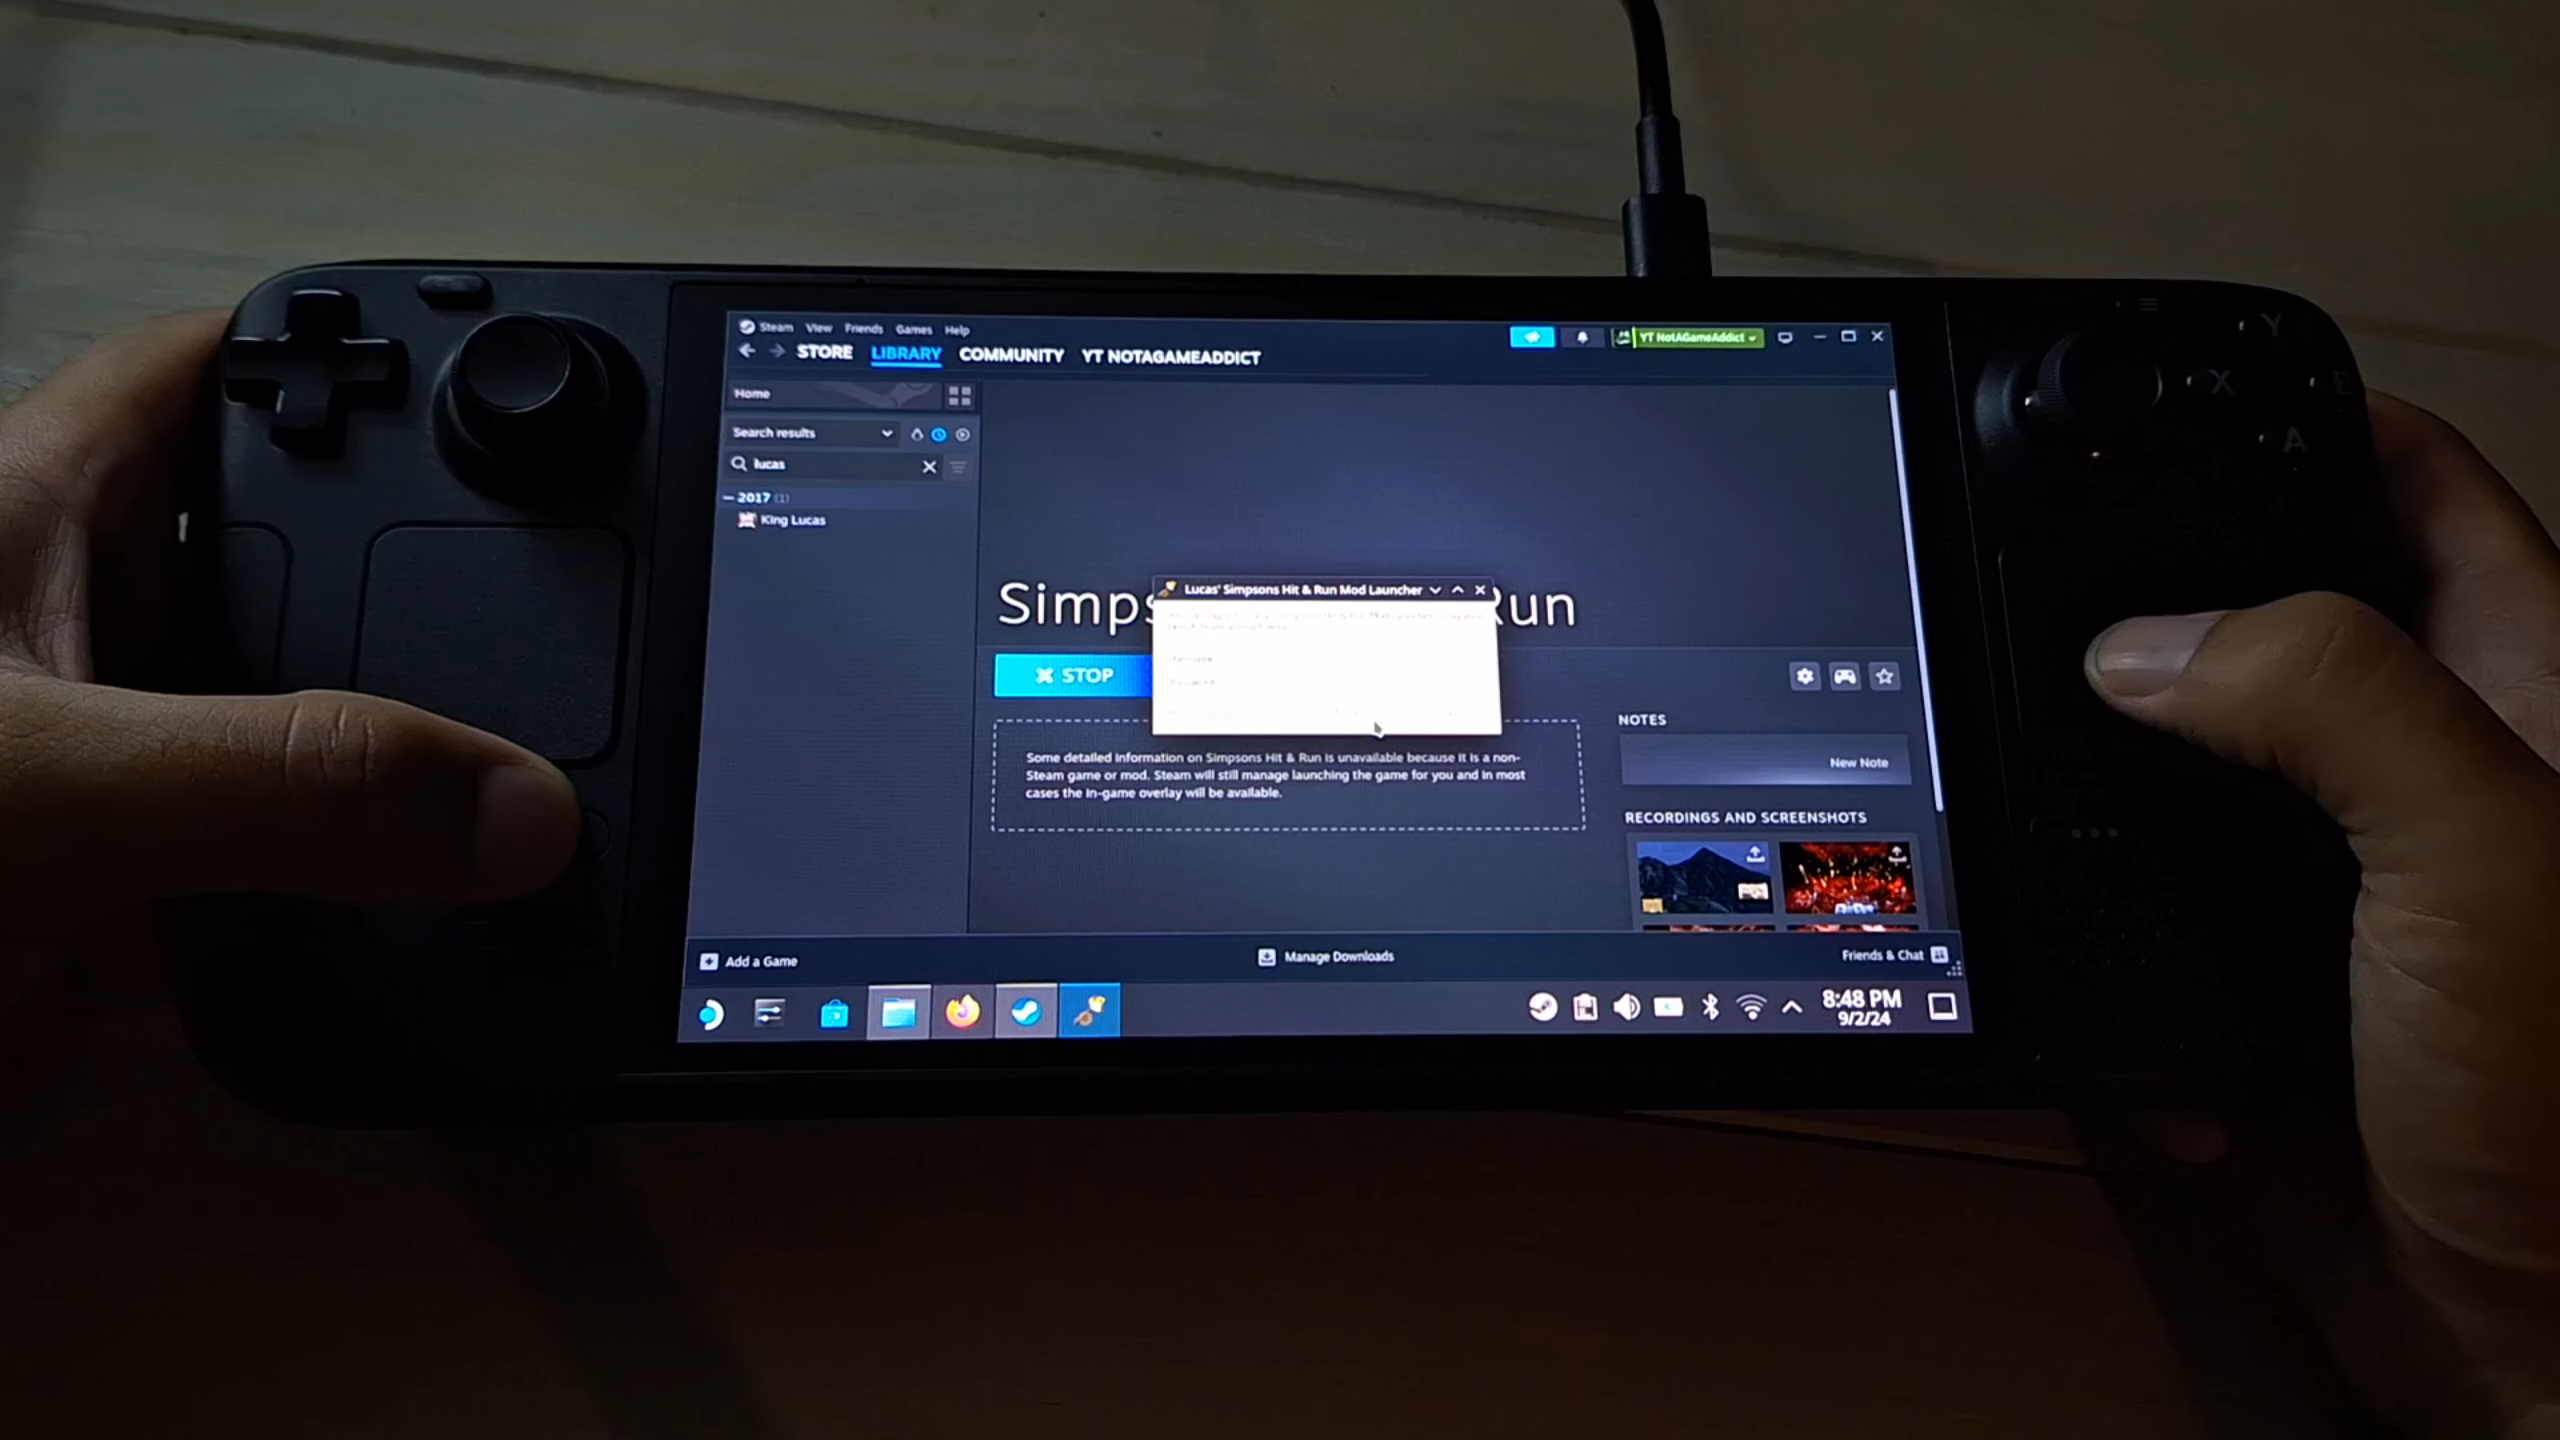 Steam View Friends Games Help
YT NotAGameAddict
STORE LIBRARY COMMUNITY YT NOTAGAMEADDICT
Home
Search results
lucas
2017 (1)
King Lucas
Simps
Run
Lucas' Simpsons Hit & Run Mod Launcher
Username
Password
STOP
Some detailed information on Simpsons Hit & Run is unavailable because it is a non-
Steam game or mod. Steam will still manage launching the game for you and in most
cases the in-game overlay will be available.
NOTES
New Note
RECORDINGS AND SCREENSHOTS
Add a Game
Manage Downloads
Friends & Chat
8:48 PM
9/2/24
Y
X
B
A